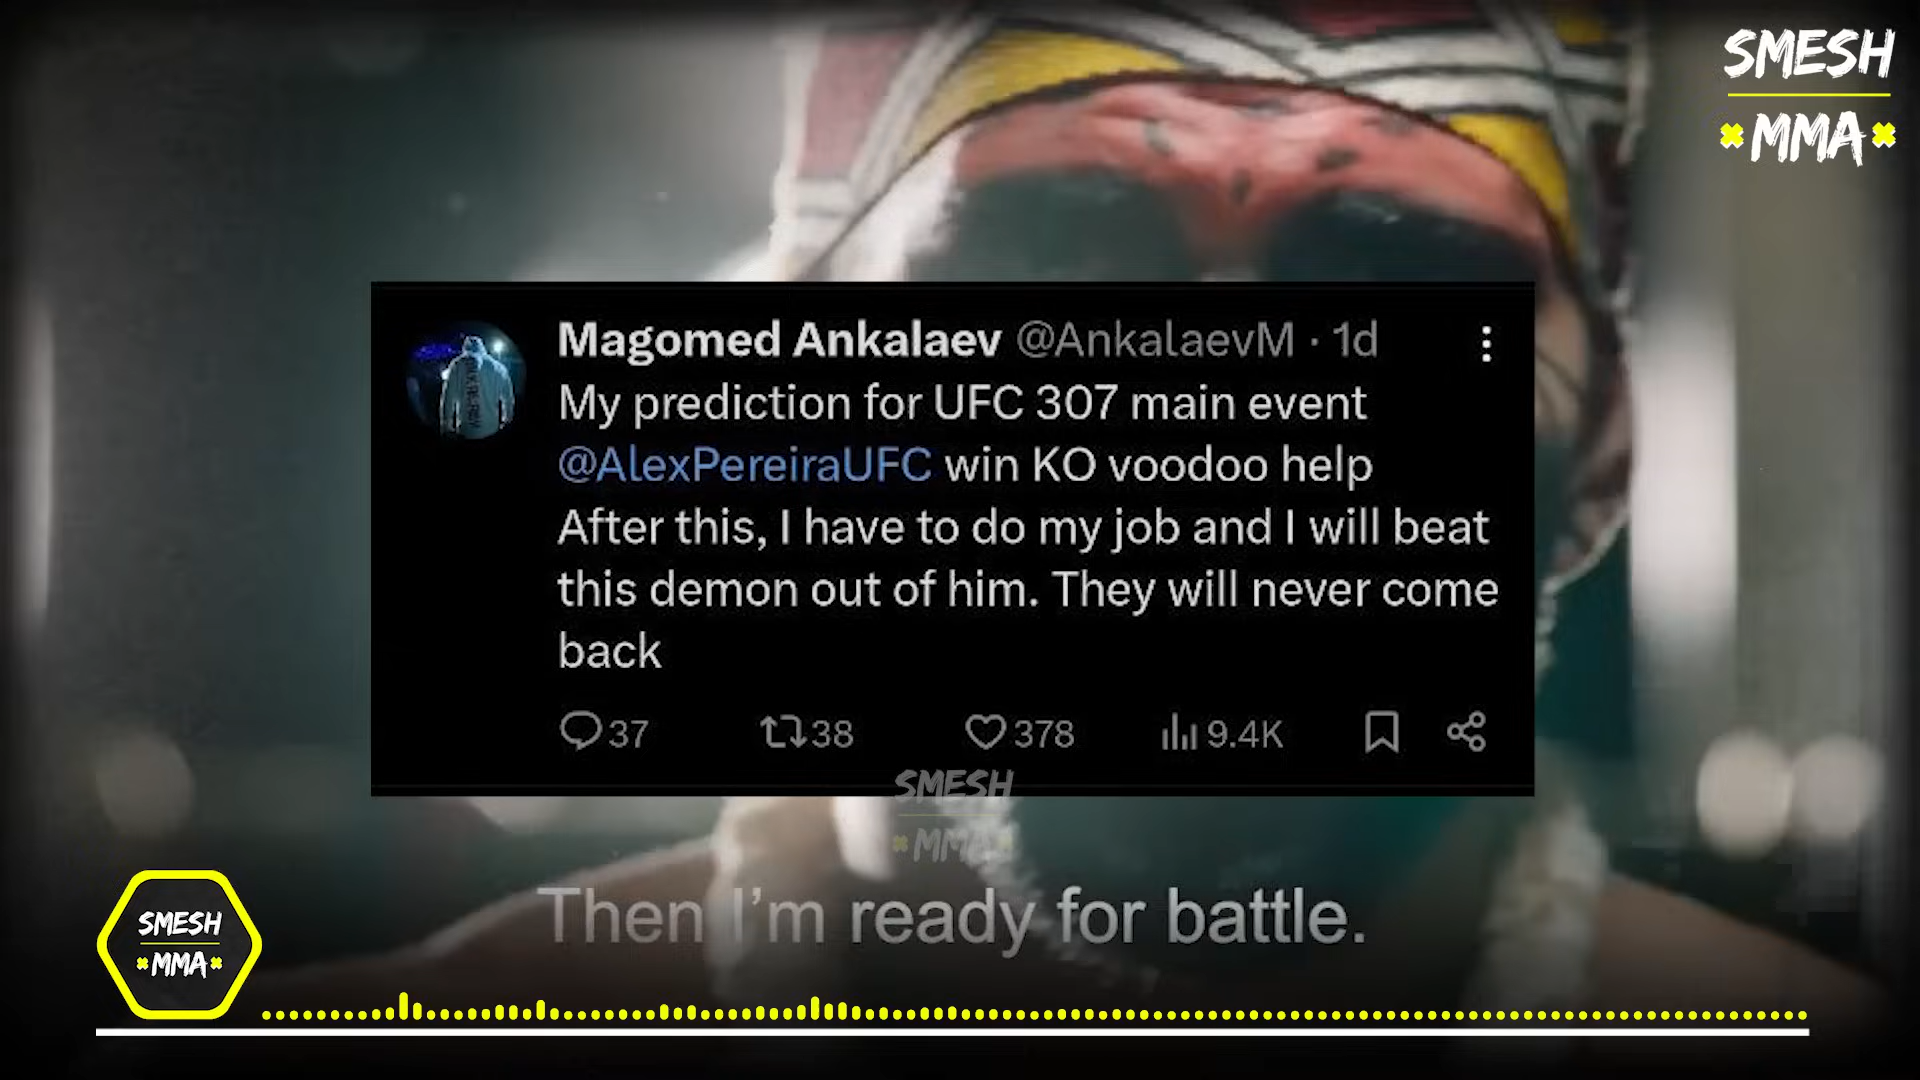 SMESH
MMA
Magomed Ankalaev @AnkalaevM · 1d
My prediction for UFC 307 main event
@AlexPereiraUFC win KO voodoo help
After this, I have to do my job and I will beat
this demon out of him. They will never come
back
37 38 378 9.4K
SMESH
MMA
Then I'm ready for battle.
SMESH
MMA